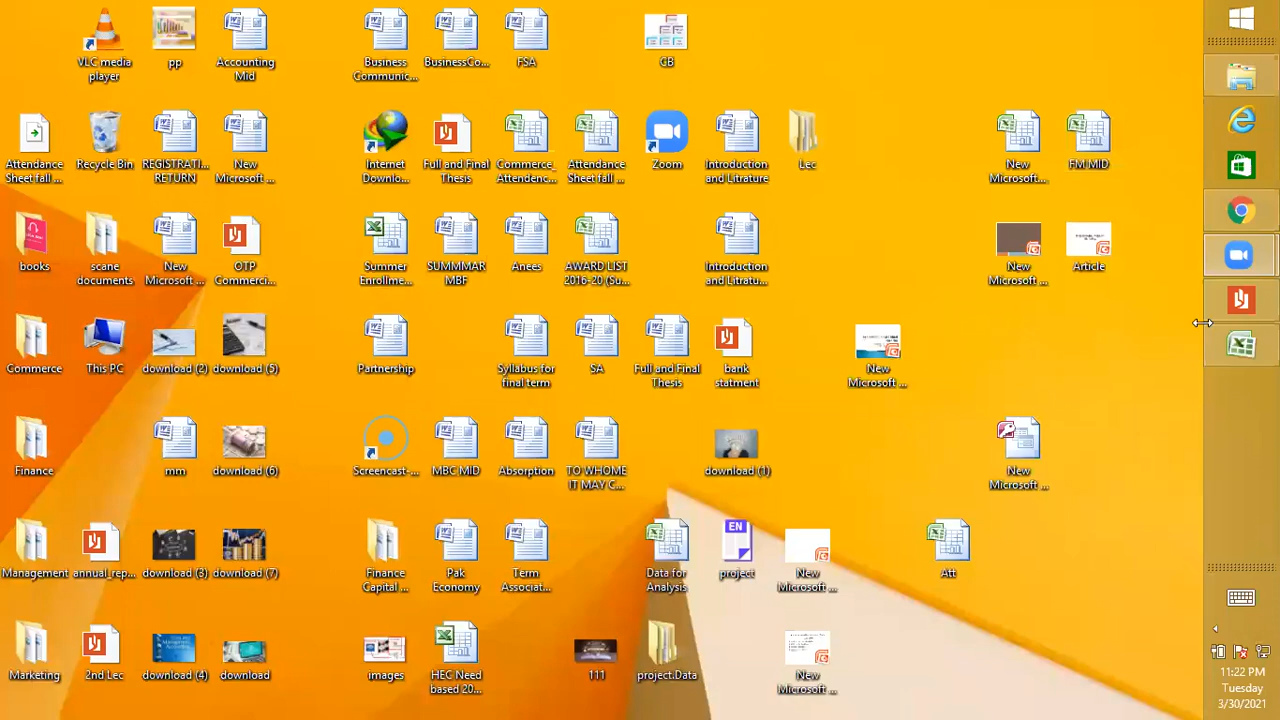 VLC media
player
pp
Accounting
Mid
Business
Communic...
BusinessCo...
FSA
CB
Attendance
Sheet fall ...
Recycle Bin
REGISTRATI...
RETURN
New
Microsoft ...
Internet
Downlo...
Full and Final
Thesis
Commerce_
Attendenc...
Attendance
Sheet fall ...
Zoom
Introduction
and Litrature
Lec
New
Microsoft...
FM MID
books
scane
documents
New
Microsoft ...
OTP
Commerci...
Summer
Enrollme...
SUMMMAR
MBF
Anees
AWARD LIST
2016-20 (Su...
Introduction
and Litratu...
New
Microsoft ...
Article
Commerce
This PC
download (2)
download (5)
Partnership
Syllabus for
final term
SA
Full and Final
Thesis
bank
statment
New
Microsoft ...
Finance
mm
download (6)
Screencast-...
MBC MID
Absorption
TO WHOME
IT MAY C...
download (1)
New
Microsoft ...
Management
annual_rep...
download (3)
download (7)
Finance
Capital ...
Pak
Economy
Term
Associat...
Data for
Analysis
EN
project
New
Microsoft ...
Att
Marketing
2nd Lec
download (4)
download
images
HEC Need
based 20...
111
project.Data
New
Microsoft ...
11:22 PM
Tuesday
3/30/2021